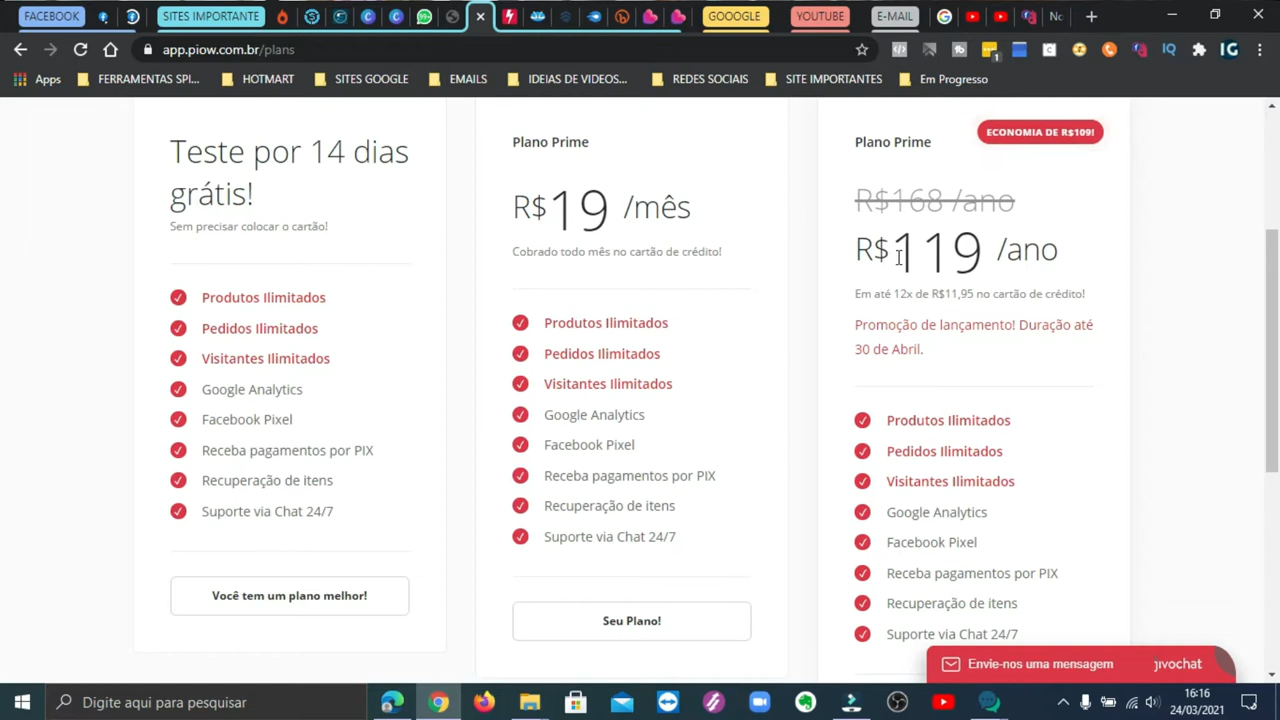 FACEBOOK
SITES IMPORTANTE
GOOOGLE
YOUTUBE
E-MAIL
Nc
app.piow.com.br/plans
Apps
FERRAMENTAS SPI...
HOTMART
SITES GOOGLE
EMAILS
IDEIAS DE VIDEOS...
REDES SOCIAIS
SITE IMPORTANTES
Em Progresso
Teste por 14 dias
grátis!
Sem precisar colocar o cartão!
Produtos Ilimitados
Pedidos Ilimitados
Visitantes Ilimitados
Google Analytics
Facebook Pixel
Receba pagamentos por PIX
Recuperação de itens
Suporte via Chat 24/7
Você tem um plano melhor!
Plano Prime
R$19 /mês
Cobrado todo mês no cartão de crédito!
Produtos Ilimitados
Pedidos Ilimitados
Visitantes Ilimitados
Google Analytics
Facebook Pixel
Receba pagamentos por PIX
Recuperação de itens
Suporte via Chat 24/7
Seu Plano!
ECONOMIA DE R$109!
Plano Prime
R$168 /ano
R$119 /ano
Em até 12x de R$11,95 no cartão de crédito!
Promoção de lançamento! Duração até
30 de Abril.
Produtos Ilimitados
Pedidos Ilimitados
Visitantes Ilimitados
Google Analytics
Facebook Pixel
Receba pagamentos por PIX
Recuperação de itens
Suporte via Chat 24/7
Envie-nos uma mensagem
jivochat
Digite aqui para pesquisar
16:16
24/03/2021